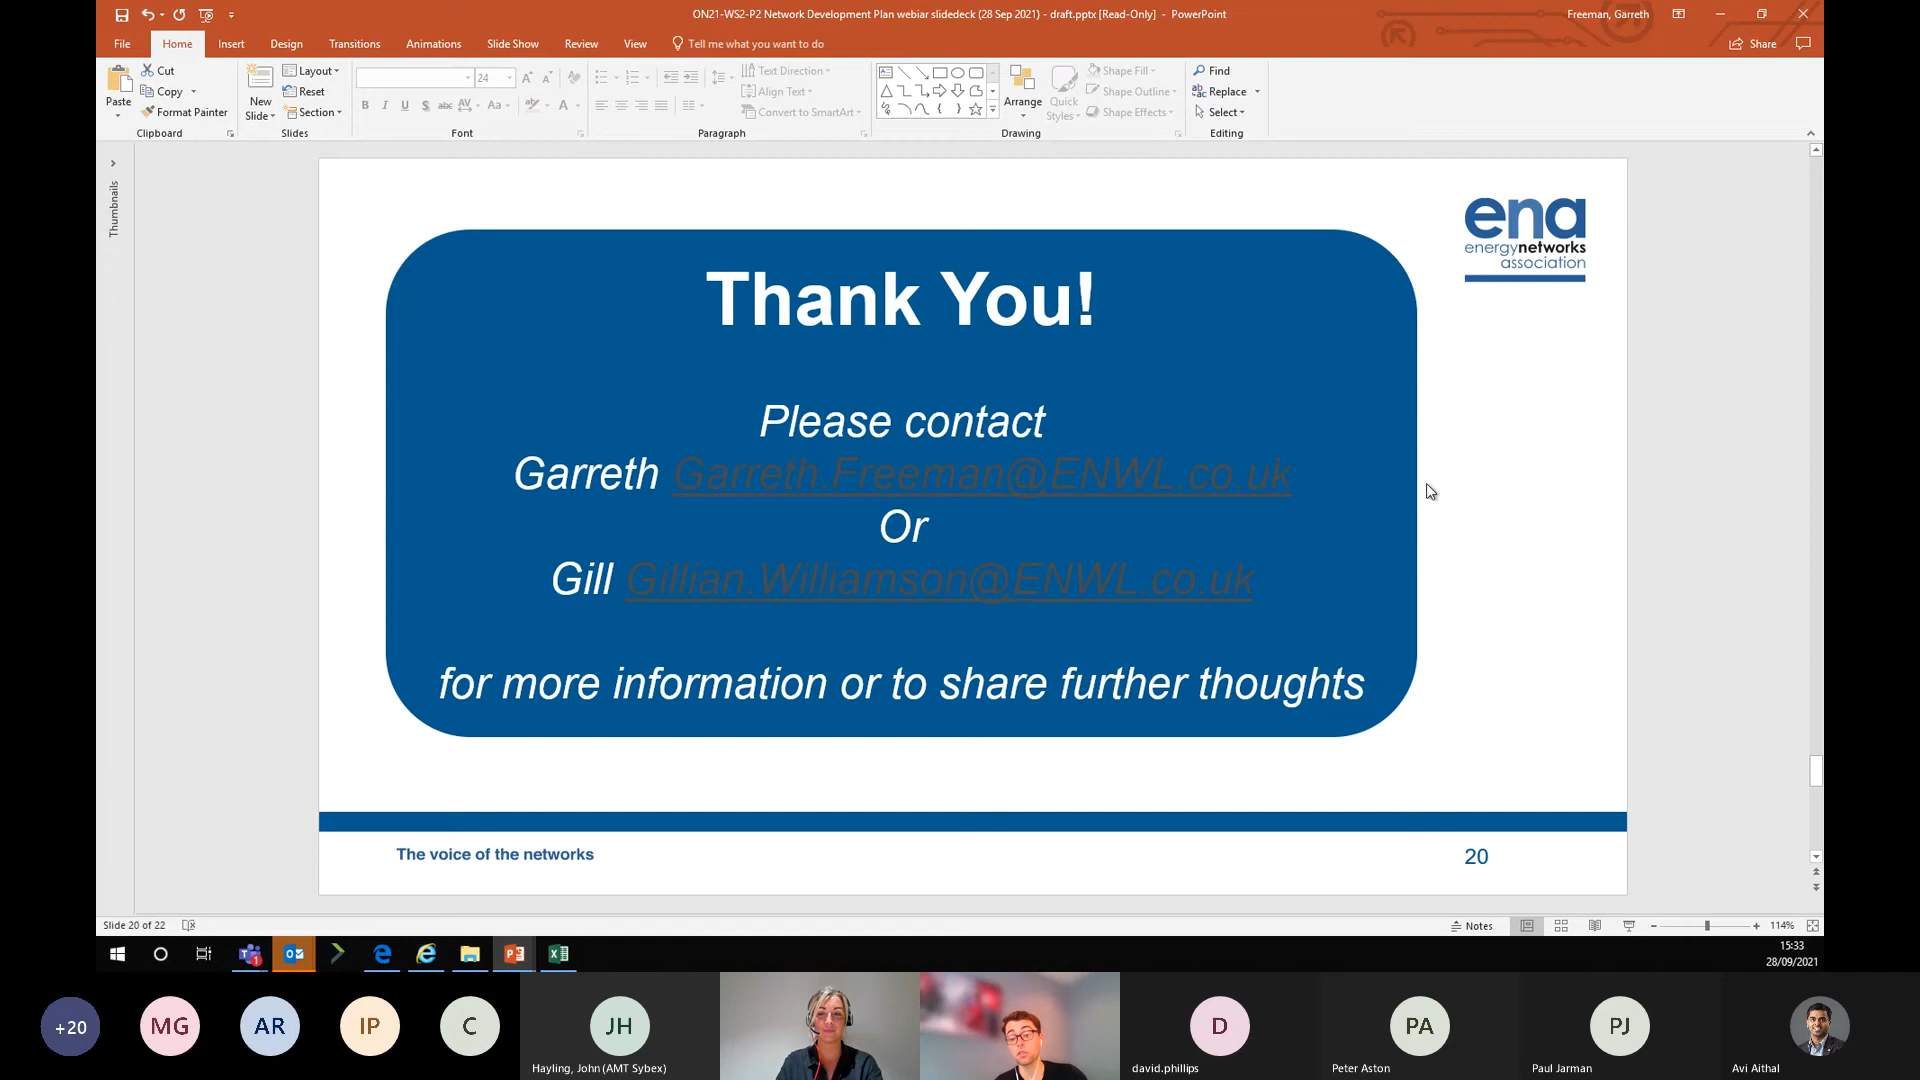 ON21-WS2-P2 Network Development Plan webiar slidedeck (28 Sep 2021) - draft.pptx [Read-Only] - PowerPoint
Freeman, Garreth
File Home Insert Design Transitions Animations Slide Show Review View Tell me what you want to do
Share
Paste
Cut
Copy
Format Painter
Clipboard
New Slide
Layout
Reset
Section
Slides
24
B I U S abc AV Aa A
Font
Text Direction
Align Text
Convert to SmartArt
Paragraph
Arrange
Quick Styles
Shape Fill
Shape Outline
Shape Effects
Drawing
Find
Replace
Select
Editing
Thumbnails
ena
energynetworks
association
Thank You!
Please contact
Garreth Garreth.Freeman@ENWL.co.uk
Or
Gill Gillian.Williamson@ENWL.co.uk
for more information or to share further thoughts
The voice of the networks
20
Slide 20 of 22
Notes
114%
15:33
28/09/2021
+20 MG AR IP C JH D PA PJ
Hayling, John (AMT Sybex)
david.phillips
Peter Aston
Paul Jarman
Avi Aithal